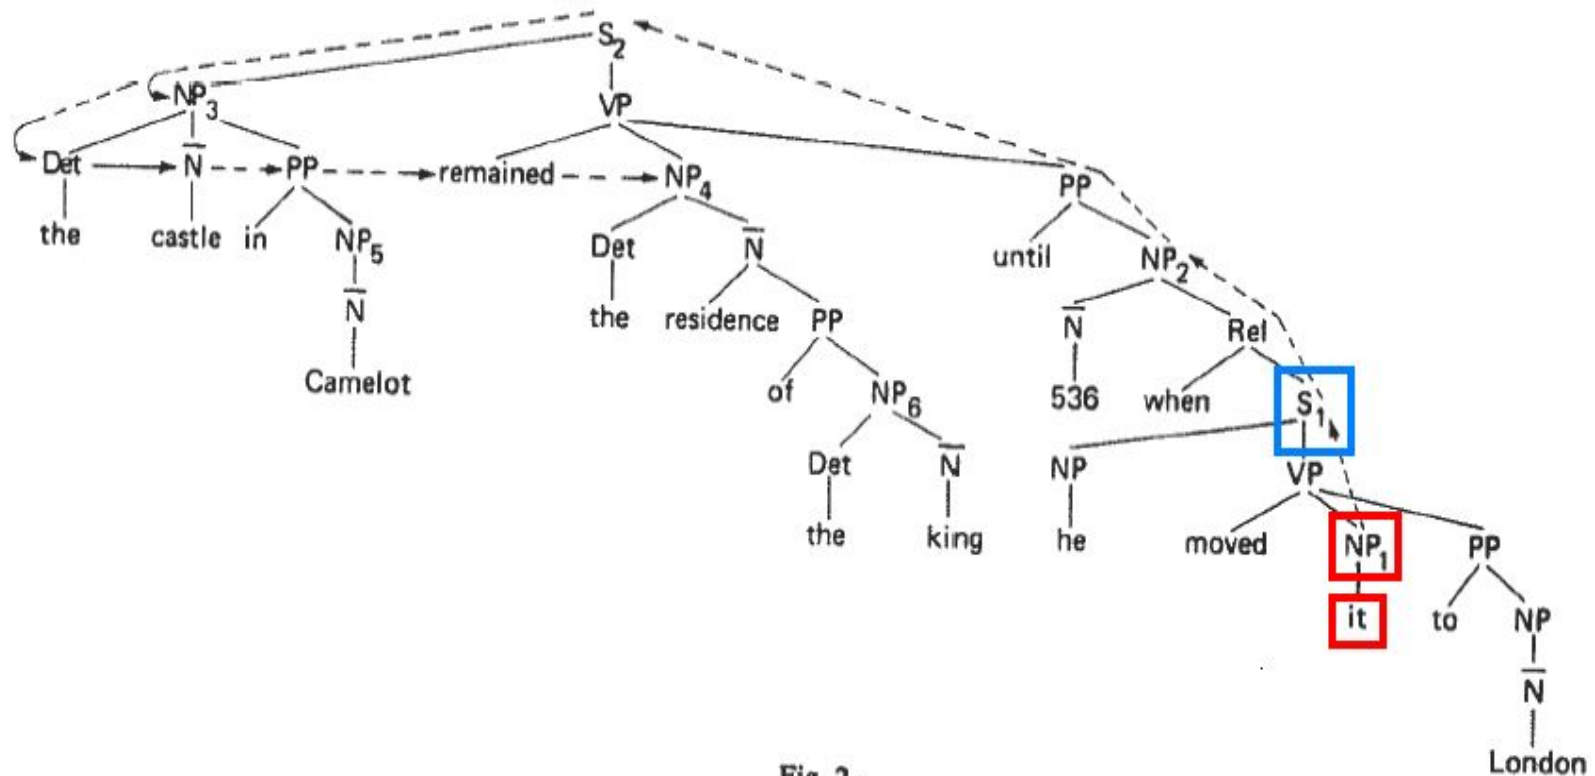 S2
NP3 VP
Det N PP remained NP4 PP
the castle in NP5 Det N until NP2
N the residence PP N Rel
Camelot of NP6 536 when S1
Det N NP VP
the king he moved NP1 PP
it to NP
N
London